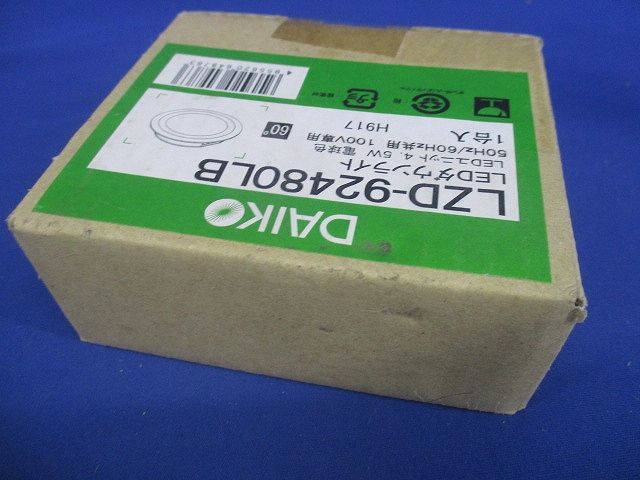 DAIKO
LZD-92480LB
LEDダウンライト
LEDユニット4.5W 電球色
50Hz/60Hz共用 100V専用
1台入
H917
60°
4955620848763